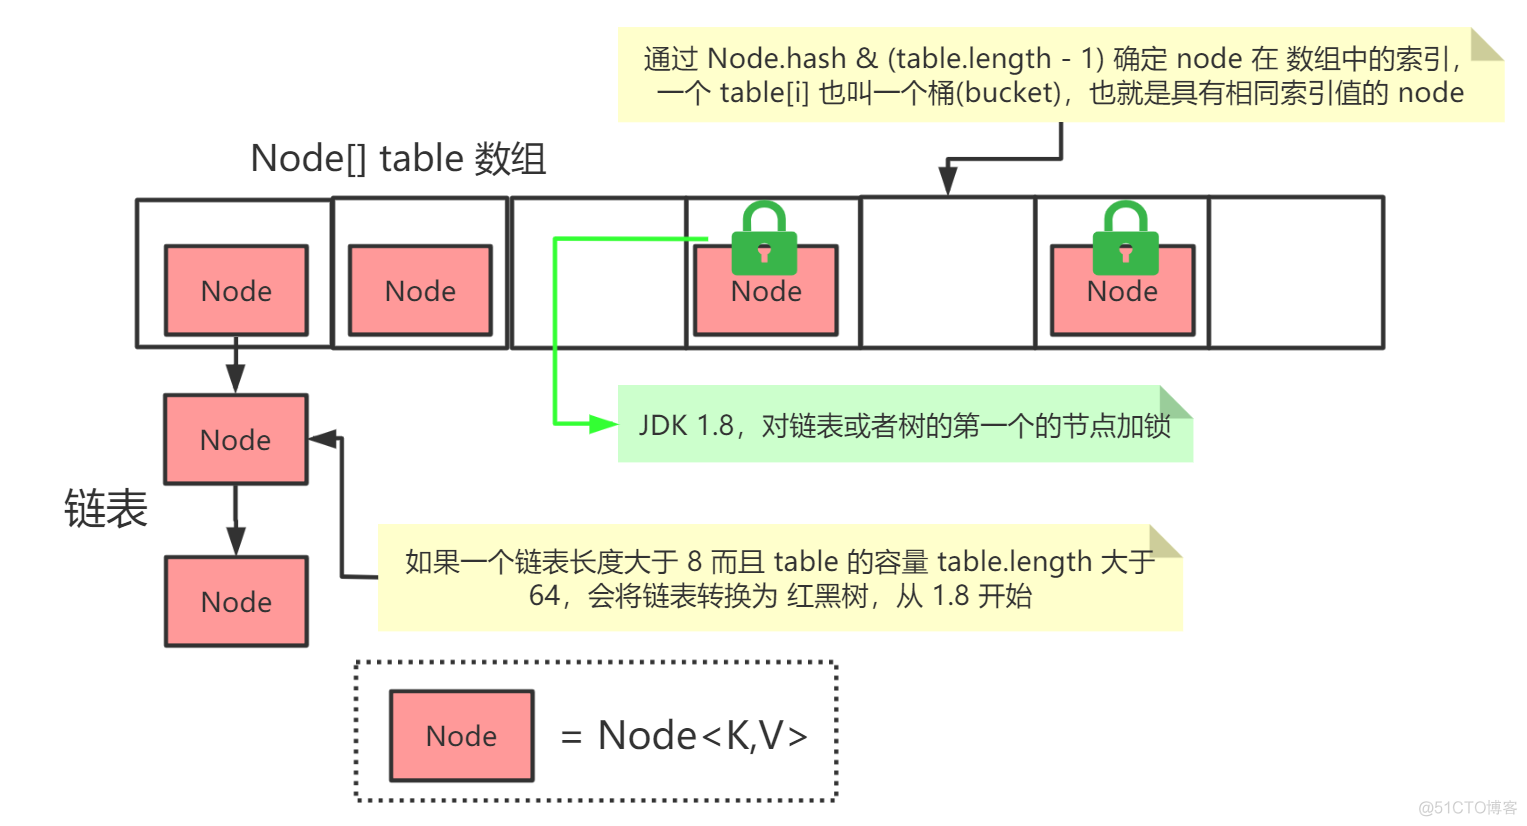 通过 Node.hash & (table.length - 1) 确定 node 在 数组中的索引，
一个 table[i] 也叫一个桶(bucket)，也就是具有相同索引值的 node
Node[] table 数组
Node
Node
Node
Node
Node
JDK 1.8，对链表或者树的第一个的节点加锁
链表
如果一个链表长度大于 8 而且 table 的容量 table.length 大于
64，会将链表转换为 红黑树，从 1.8 开始
Node
Node
= Node<K,V>
@51CTO博客